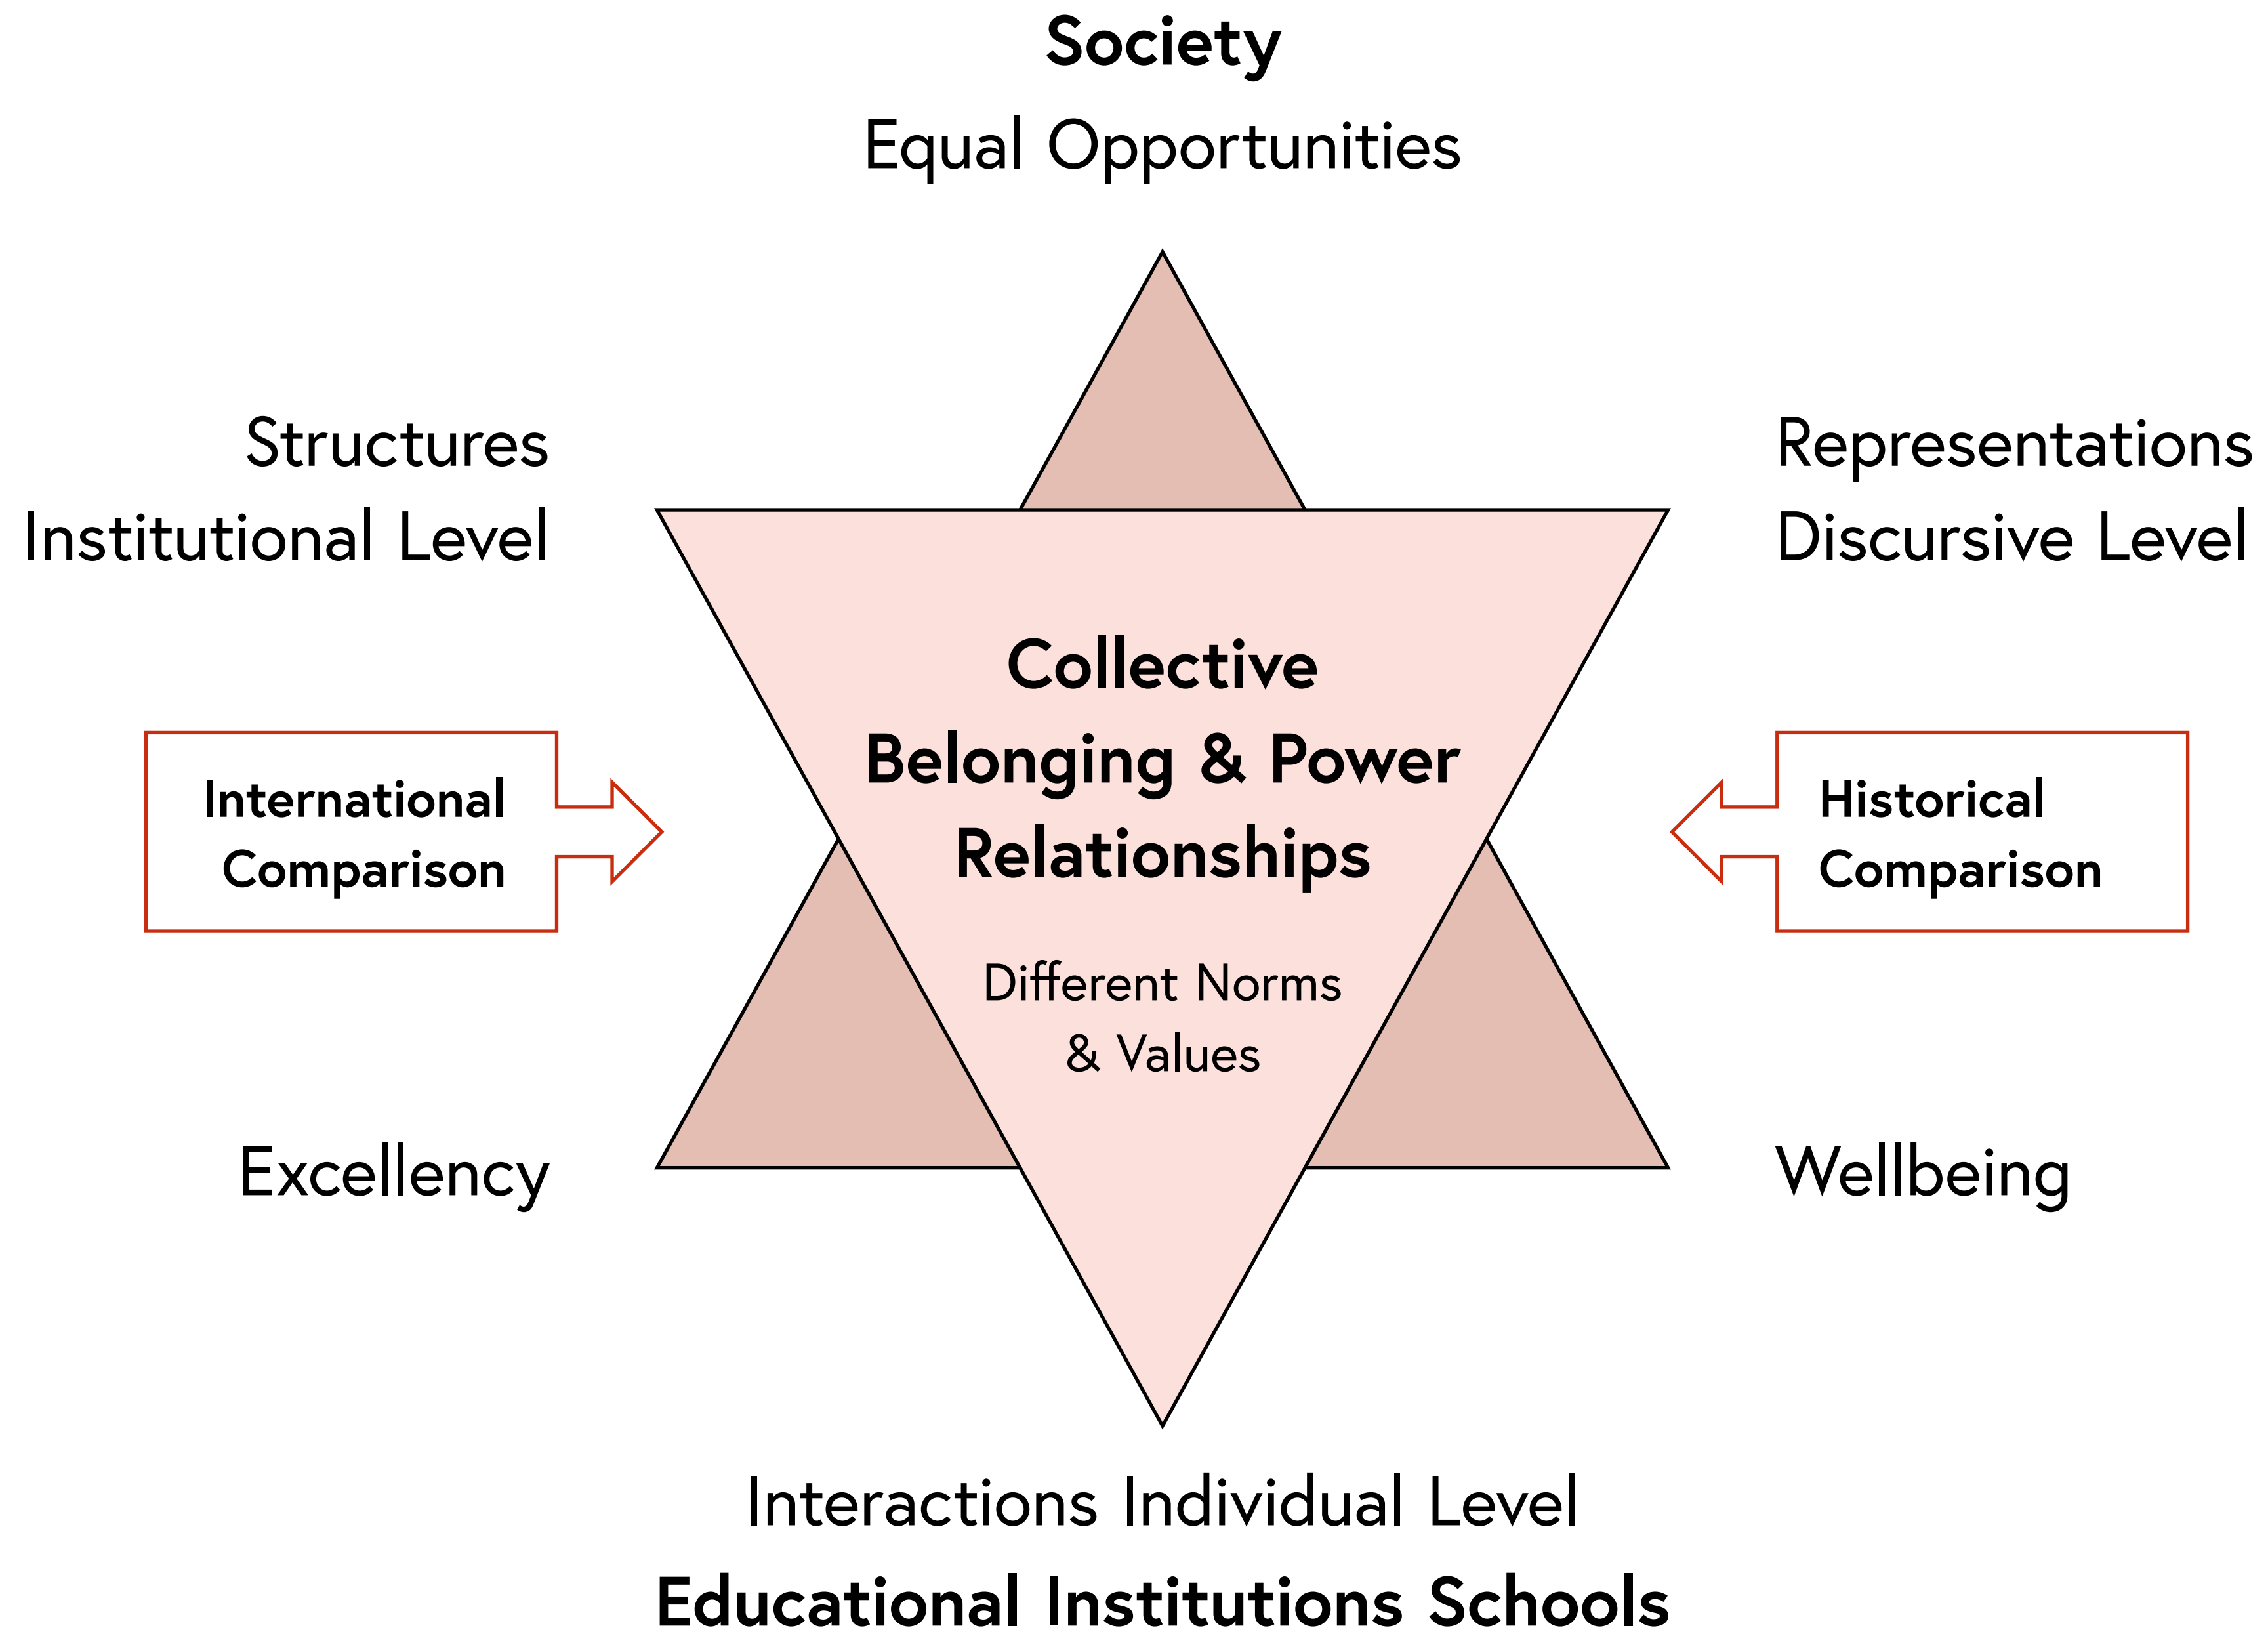 Society
Equal Opportunities
Structures
Institutional Level
Representations
Discursive Level
Collective
Belonging & Power
Relationships
Different Norms
& Values
International
Comparison
Historical
Comparison
Excellency
Wellbeing
Interactions Individual Level
Educational Institutions Schools